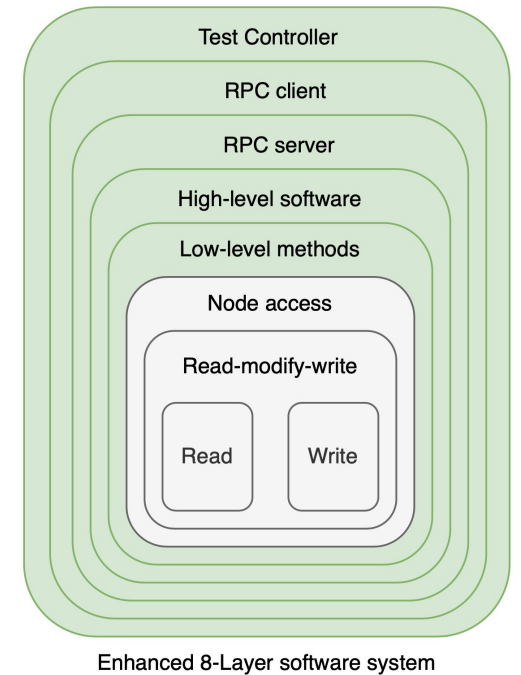 Test Controller
RPC client
RPC server
High-level software
Low-level methods
Node access
Read-modify-write
Read
Write
Enhanced 8-Layer software system